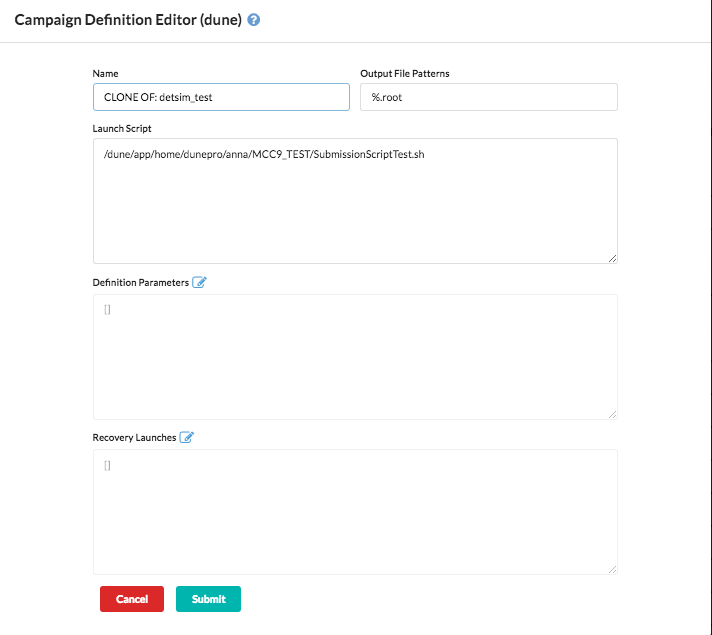 Campaign Definition Editor (dune) ?
Name
Output File Patterns
CLONE OF: detsim_test
%.root
Launch Script
/dune/app/home/dunepro/anna/MCC9_TEST/SubmissionScriptTest.sh
Definition Parameters
[]
Recovery Launches
[]
Cancel
Submit